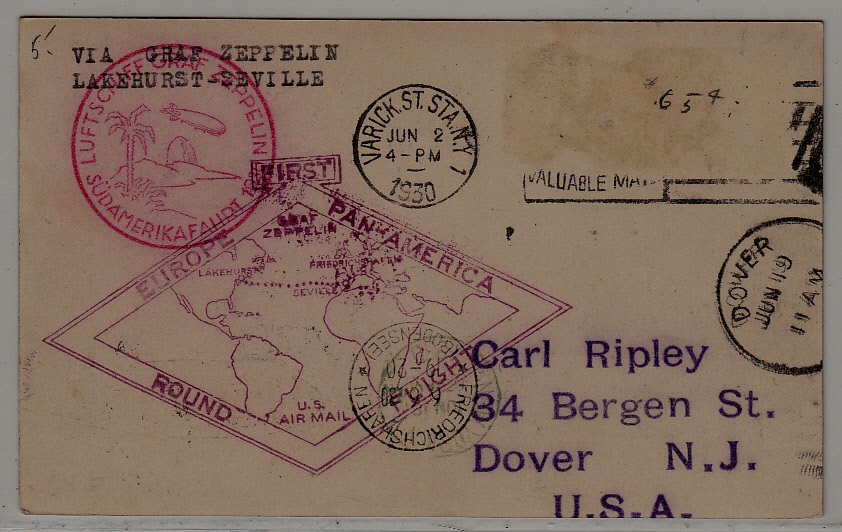 5.
VIA GRAF ZEPPELIN
LAKEHURST-SEVILLE
LUFTSCHIFF GRAF ZEPPELIN
SÜDAMERIKAFAHRT
VARICK. ST. STA. N.Y. 1
JUN 2
4-PM
1930
654
VALUABLE
FIRST
EUROPE PAN-AMERICA
ROUND FLIGHT
GRAF
ZEPPELIN
LAKEHURST
FRIEDRICHSHAFEN
SEVILLE
U.S.
AIR MAIL
DOVER
JUN 19
11 AM
FRIEDRICHSHAFEN
(BODENSEE)
Carl Ripley
34 Bergen St.
Dover N.J.
U.S.A.